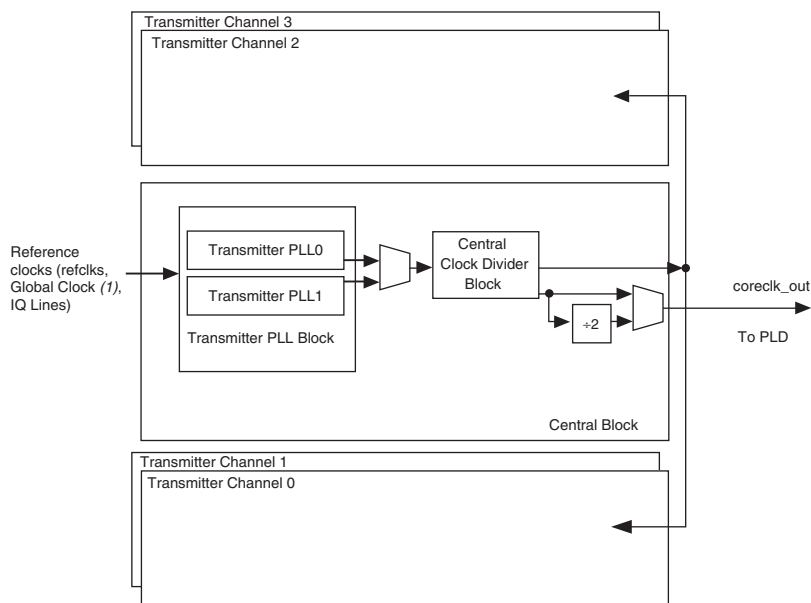 Transmitter Channel 3
Transmitter Channel 2
Reference
clocks (refclks,
Global Clock (1),
IQ Lines)
Transmitter PLL0
Transmitter PLL1
Transmitter PLL Block
Central
Clock Divider
Block
÷2
coreclk_out
To PLD
Central Block
Transmitter Channel 1
Transmitter Channel 0